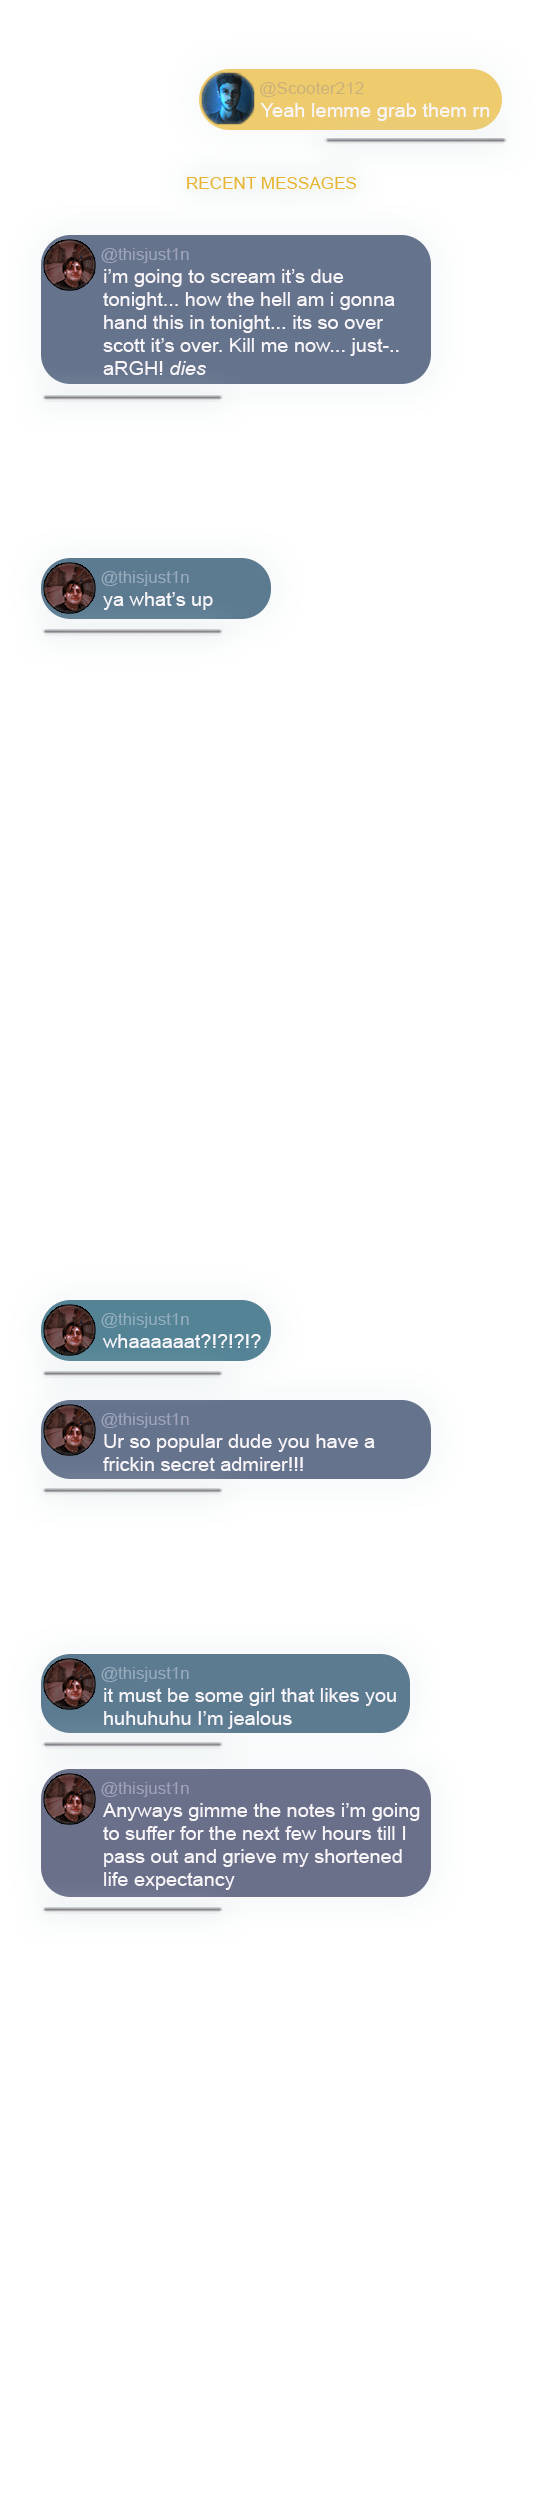 @Scooter212
Yeah lemme grab them rn
RECENT MESSAGES
@thisjust1n
i’m going to scream it’s due
tonight... how the hell am i gonna
hand this in tonight... its so over
scott it’s over. Kill me now... just-..
aRGH! dies
@thisjust1n
ya what’s up
@thisjust1n
whaaaaaat?!?!?!?
@thisjust1n
Ur so popular dude you have a
frickin secret admirer!!!
@thisjust1n
it must be some girl that likes you
huhuhuhu I’m jealous
@thisjust1n
Anyways gimme the notes i’m going
to suffer for the next few hours till I
pass out and grieve my shortened
life expectancy